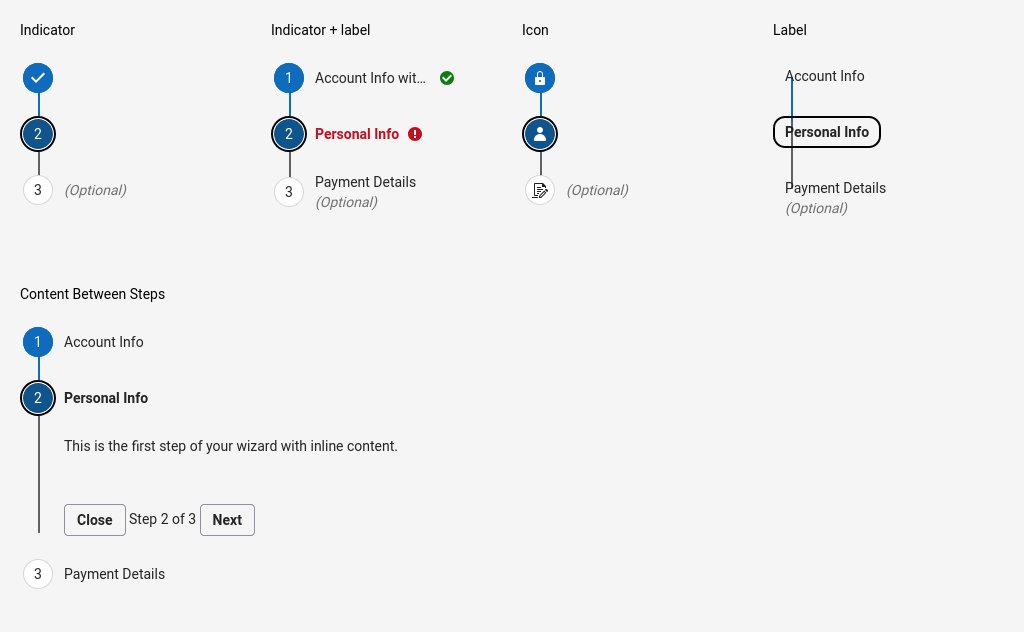 Indicator
2
3 (Optional)
Indicator + label
1 Account Info wit…
2 Personal Info !
3 Payment Details
(Optional)
Icon
(Optional)
Label
Account Info
Personal Info
Payment Details
(Optional)
Content Between Steps
1 Account Info
2 Personal Info
This is the first step of your wizard with inline content.
Close Step 2 of 3 Next
3 Payment Details